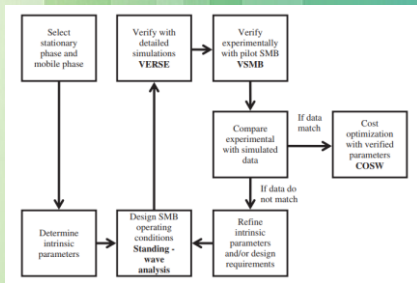 Select
stationary
phase and mobile
phase
Verify with
detailed
simulations
VERSE
Verify
experimentally
with pilot SMB
VSMB
Compare
experimental
with simulated
data
If data
match
Cost
optimization
with verified
parameters
COSW
If data do
not match
Determine
intrinsic
parameters
Design SMB
operating
conditions
Standing -
wave
analysis
Refine
intrinsic
parameters
and/or design
requirements